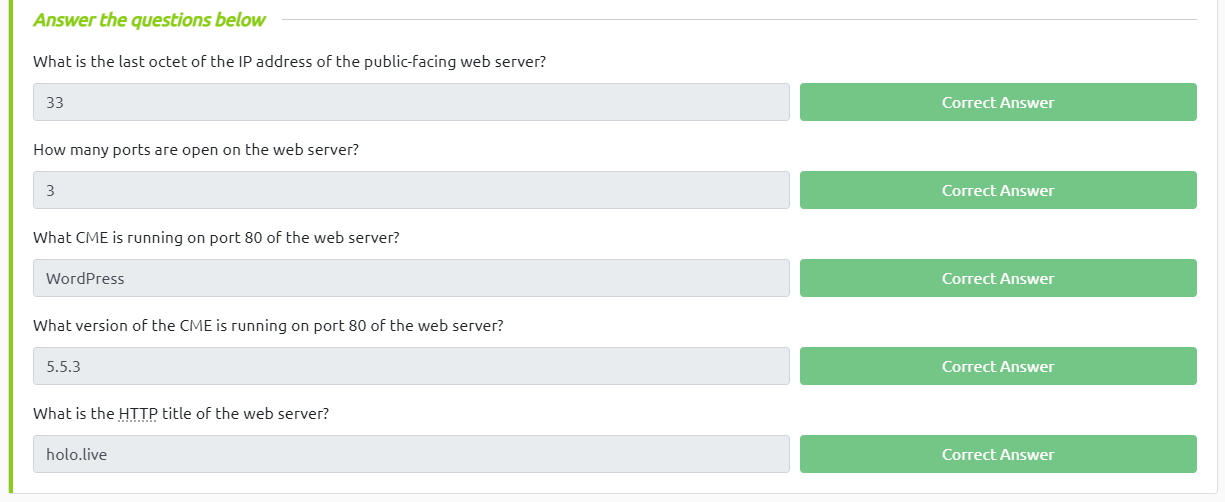 Answer the questions below
What is the last octet of the IP address of the public-facing web server?
33
Correct Answer
How many ports are open on the web server?
3
Correct Answer
What CME is running on port 80 of the web server?
WordPress
Correct Answer
What version of the CME is running on port 80 of the web server?
5.5.3
Correct Answer
What is the HTTP title of the web server?
holo.live
Correct Answer